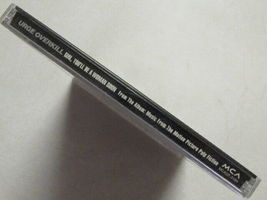 URGE OVERKILL GIRL, YOU'LL BE A WOMAN SOON From The Album: Music From The Motion Picture Pulp Fiction MCA